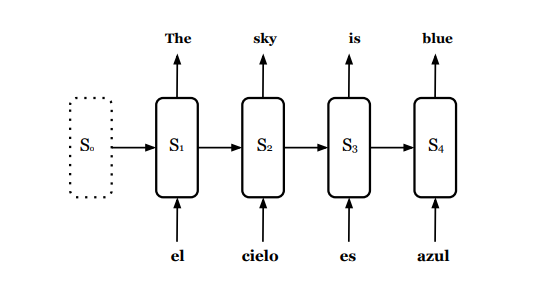 The sky is blue
S₀ S₁ S₂ S₃ S₄
el cielo es azul